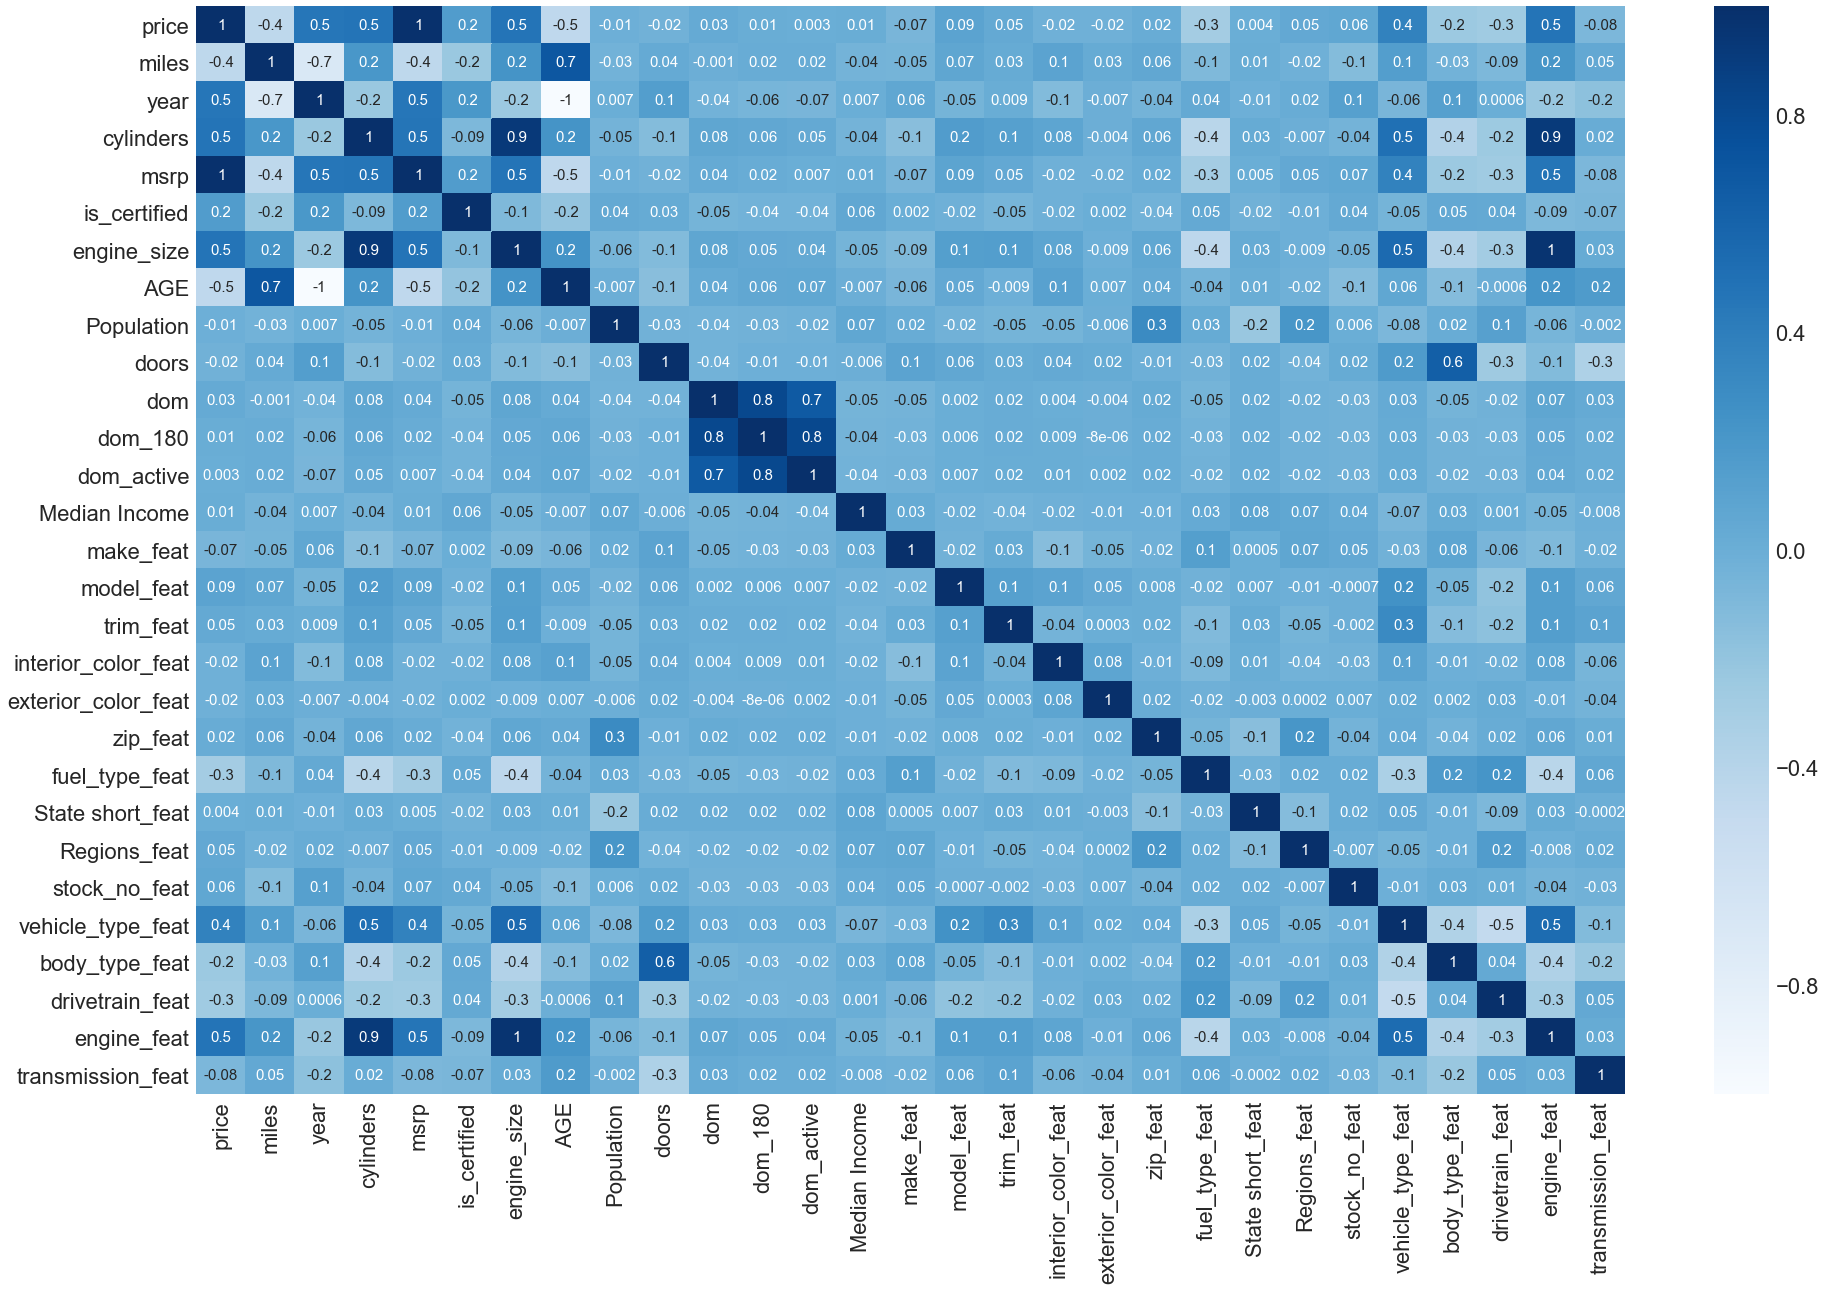 price 1 -0.4 0.5 0.5 1 0.2 0.5 -0.5 -0.01 -0.02 0.03 0.01 0.003 0.01 -0.07 0.09 0.05 -0.02 -0.02 0.02 -0.3 0.004 0.05 0.06 0.4 -0.2 -0.3 0.5 -0.08
miles -0.4 1 -0.7 0.2 -0.4 -0.2 0.2 0.7 -0.03 0.04 -0.001 0.02 0.02 -0.04 -0.05 0.07 0.03 0.1 0.03 0.06 -0.1 0.01 -0.02 -0.1 0.1 -0.03 -0.09 0.2 0.05
year 0.5 -0.7 1 -0.2 0.5 0.2 -0.2 -1 0.007 0.1 -0.04 -0.06 -0.07 0.007 0.06 -0.05 0.009 -0.1 -0.007 -0.04 0.04 -0.01 0.02 0.1 -0.06 0.1 0.0006 -0.2 -0.2
cylinders 0.5 0.2 -0.2 1 0.5 -0.09 0.9 0.2 -0.05 -0.1 0.08 0.06 0.05 -0.04 -0.1 0.2 0.1 0.08 -0.004 0.06 -0.4 0.03 -0.007 -0.04 0.5 -0.4 -0.2 0.9 0.02
msrp 1 -0.4 0.5 0.5 1 0.2 0.5 -0.5 -0.01 -0.02 0.04 0.02 0.007 0.01 -0.07 0.09 0.05 -0.02 -0.02 0.02 -0.3 0.005 0.05 0.07 0.4 -0.2 -0.3 0.5 -0.08
is_certified 0.2 -0.2 0.2 -0.09 0.2 1 -0.1 -0.2 0.04 0.03 -0.05 -0.04 -0.04 0.06 0.002 -0.02 -0.05 -0.02 0.002 -0.04 0.05 -0.02 -0.01 0.04 -0.05 0.05 0.04 -0.09 -0.07
engine_size 0.5 0.2 -0.2 0.9 0.5 -0.1 1 0.2 -0.06 -0.1 0.08 0.05 0.04 -0.05 -0.09 0.1 0.1 0.08 -0.009 0.06 -0.4 0.03 -0.009 -0.05 0.5 -0.4 -0.3 1 0.03
AGE -0.5 0.7 -1 0.2 -0.5 -0.2 0.2 1 -0.007 -0.1 0.04 0.06 0.07 -0.007 -0.06 0.05 -0.009 0.1 0.007 0.04 -0.04 0.01 -0.02 -0.1 0.06 -0.1 -0.0006 0.2 0.2
Population -0.01 -0.03 0.007 -0.05 -0.01 0.04 -0.06 -0.007 1 -0.03 -0.04 -0.03 -0.02 0.07 0.02 -0.02 -0.05 -0.05 -0.006 0.3 0.03 -0.2 0.2 0.006 -0.08 0.02 0.1 -0.06 -0.002
doors -0.02 0.04 0.1 -0.1 -0.02 0.03 -0.1 -0.1 -0.03 1 -0.04 -0.01 -0.01 -0.006 0.1 0.06 0.03 0.04 0.02 -0.01 -0.03 0.02 -0.04 0.02 0.2 0.6 -0.3 -0.1 -0.3
dom 0.03 -0.001 -0.04 0.08 0.04 -0.05 0.08 0.04 -0.04 -0.04 1 0.8 0.7 -0.05 -0.05 0.002 0.02 0.004 -0.004 0.02 -0.05 0.02 -0.02 -0.03 0.03 -0.05 -0.02 0.07 0.03
dom_180 0.01 0.02 -0.06 0.06 0.02 -0.04 0.05 0.06 -0.03 -0.01 0.8 1 0.8 -0.04 -0.03 0.006 0.02 0.009 -8e-06 0.02 -0.03 0.02 -0.02 -0.03 0.03 -0.03 -0.03 0.05 0.02
dom_active 0.003 0.02 -0.07 0.05 0.007 -0.04 0.04 0.07 -0.02 -0.01 0.7 0.8 1 -0.04 -0.03 0.007 0.02 0.01 0.002 0.02 -0.02 0.02 -0.02 -0.03 0.03 -0.02 -0.03 0.04 0.02
Median Income 0.01 -0.04 0.007 -0.04 0.01 0.06 -0.05 -0.007 0.07 -0.006 -0.05 -0.04 -0.04 1 0.03 -0.02 -0.04 -0.02 -0.01 -0.01 0.03 0.08 0.07 0.04 -0.07 0.03 0.001 -0.05 -0.008
make_feat -0.07 -0.05 0.06 -0.1 -0.07 0.002 -0.09 -0.06 0.02 0.1 -0.05 -0.03 -0.03 0.03 1 -0.02 0.03 -0.1 -0.05 -0.02 0.1 0.0005 0.07 0.05 -0.03 0.08 -0.06 -0.1 -0.02
model_feat 0.09 0.07 -0.05 0.2 0.09 -0.02 0.1 0.05 -0.02 0.06 0.002 0.006 0.007 -0.02 -0.02 1 0.1 0.1 0.05 0.008 -0.02 0.007 -0.01 -0.0007 0.2 -0.05 -0.2 0.1 0.06
trim_feat 0.05 0.03 0.009 0.1 0.05 -0.05 0.1 -0.009 -0.05 0.03 0.02 0.02 0.02 -0.04 0.03 0.1 1 -0.04 0.0003 0.02 -0.1 0.03 -0.05 -0.002 0.3 -0.1 -0.2 0.1 0.1
interior_color_feat -0.02 0.1 -0.1 0.08 -0.02 -0.02 0.08 0.1 -0.05 0.04 0.004 0.009 0.01 -0.02 -0.1 0.1 -0.04 1 0.08 -0.01 -0.09 0.01 -0.04 -0.03 0.1 -0.01 -0.02 0.08 -0.06
exterior_color_feat -0.02 0.03 -0.007 -0.004 -0.02 0.002 -0.009 0.007 -0.006 0.02 -0.004 -8e-06 0.002 -0.01 -0.05 0.05 0.0003 0.08 1 0.02 -0.02 -0.003 0.0002 0.007 0.02 0.002 0.03 -0.01 -0.04
zip_feat 0.02 0.06 -0.04 0.06 0.02 -0.04 0.06 0.04 0.3 -0.01 0.02 0.02 0.02 -0.01 -0.02 0.008 0.02 -0.01 0.02 1 -0.05 -0.1 0.2 -0.04 0.04 -0.04 0.02 0.06 0.01
fuel_type_feat -0.3 -0.1 0.04 -0.4 -0.3 0.05 -0.4 -0.04 0.03 -0.03 -0.05 -0.03 -0.02 0.03 0.1 -0.02 -0.1 -0.09 -0.02 -0.05 1 -0.03 0.02 0.02 -0.3 0.2 0.2 -0.4 0.06
State short_feat 0.004 0.01 -0.01 0.03 0.005 -0.02 0.03 0.01 -0.2 0.02 0.02 0.02 0.02 0.08 0.0005 0.007 0.03 0.01 -0.003 -0.1 -0.03 1 -0.1 0.02 0.05 -0.01 -0.09 0.03 -0.0002
Regions_feat 0.05 -0.02 0.02 -0.007 0.05 -0.01 -0.009 -0.02 0.2 -0.04 -0.02 -0.02 -0.02 0.07 0.07 -0.01 -0.05 -0.04 0.0002 0.2 0.02 -0.1 1 -0.007 -0.05 -0.01 0.2 -0.008 0.02
stock_no_feat 0.06 -0.1 0.1 -0.04 0.07 0.04 -0.05 -0.1 0.006 0.02 -0.03 -0.03 -0.03 0.04 0.05 -0.0007 -0.002 -0.03 0.007 -0.04 0.02 0.02 -0.007 1 -0.01 0.03 0.01 -0.04 -0.03
vehicle_type_feat 0.4 0.1 -0.06 0.5 0.4 -0.05 0.5 0.06 -0.08 0.2 0.03 0.03 0.03 -0.07 -0.03 0.2 0.3 0.1 0.02 0.04 -0.3 0.05 -0.05 -0.01 1 -0.4 -0.5 0.5 -0.1
body_type_feat -0.2 -0.03 0.1 -0.4 -0.2 0.05 -0.4 -0.1 0.02 0.6 -0.05 -0.03 -0.02 0.03 0.08 -0.05 -0.1 -0.01 0.002 -0.04 0.2 -0.01 -0.01 0.03 -0.4 1 0.04 -0.4 -0.2
drivetrain_feat -0.3 -0.09 0.0006 -0.2 -0.3 0.04 -0.3 -0.0006 0.1 -0.3 -0.02 -0.03 -0.03 0.001 -0.06 -0.2 -0.2 -0.02 0.03 0.02 0.2 -0.09 0.2 0.01 -0.5 0.04 1 -0.3 0.05
engine_feat 0.5 0.2 -0.2 0.9 0.5 -0.09 1 0.2 -0.06 -0.1 0.07 0.05 0.04 -0.05 -0.1 0.1 0.1 0.08 -0.01 0.06 -0.4 0.03 -0.008 -0.04 0.5 -0.4 -0.3 1 0.03
transmission_feat -0.08 0.05 -0.2 0.02 -0.08 -0.07 0.03 0.2 -0.002 -0.3 0.03 0.02 0.02 -0.008 -0.02 0.06 0.1 -0.06 -0.04 0.01 0.06 -0.0002 0.02 -0.03 -0.1 -0.2 0.05 0.03 1
price
miles
year
cylinders
msrp
is_certified
engine_size
AGE
Population
doors
dom
dom_180
dom_active
Median Income
make_feat
model_feat
trim_feat
interior_color_feat
exterior_color_feat
zip_feat
fuel_type_feat
State short_feat
Regions_feat
stock_no_feat
vehicle_type_feat
body_type_feat
drivetrain_feat
engine_feat
transmission_feat
0.8
0.4
0.0
−0.4
−0.8